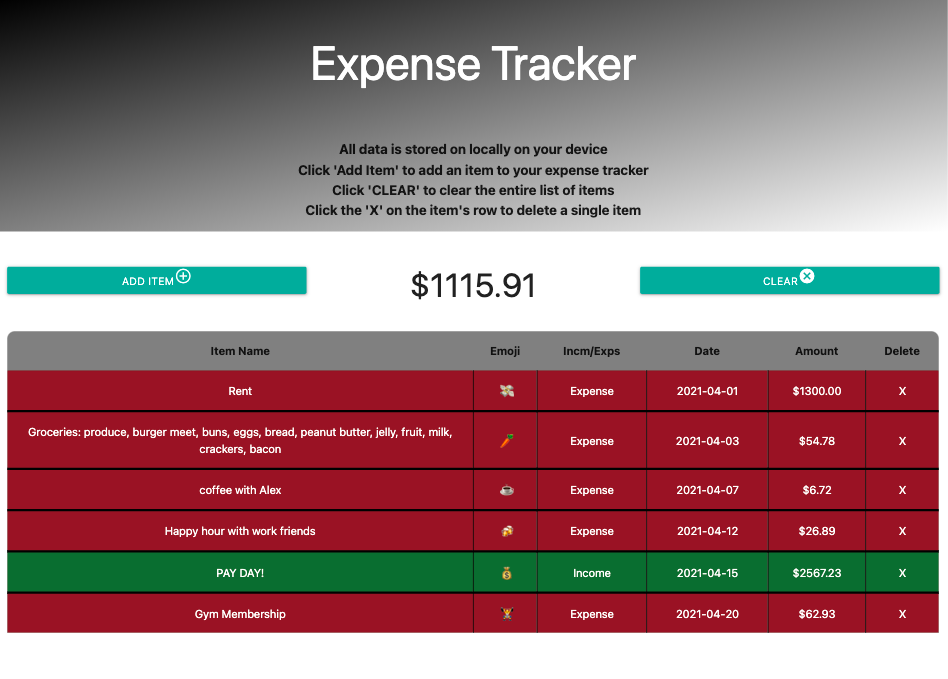 Expense Tracker
All data is stored on locally on your device
Click 'Add Item' to add an item to your expense tracker
Click 'CLEAR' to clear the entire list of items
Click the 'X' on the item's row to delete a single item
ADD ITEM
$1115.91
CLEAR
Item Name Emoji Incm/Exps Date Amount Delete
Rent 💸 Expense 2021-04-01 $1300.00 X
Groceries: produce, burger meet, buns, eggs, bread, peanut butter, jelly, fruit, milk,
crackers, bacon 🥕 Expense 2021-04-03 $54.78 X
coffee with Alex ☕ Expense 2021-04-07 $6.72 X
Happy hour with work friends 🍻 Expense 2021-04-12 $26.89 X
PAY DAY! 💰 Income 2021-04-15 $2567.23 X
Gym Membership 🏋 Expense 2021-04-20 $62.93 X